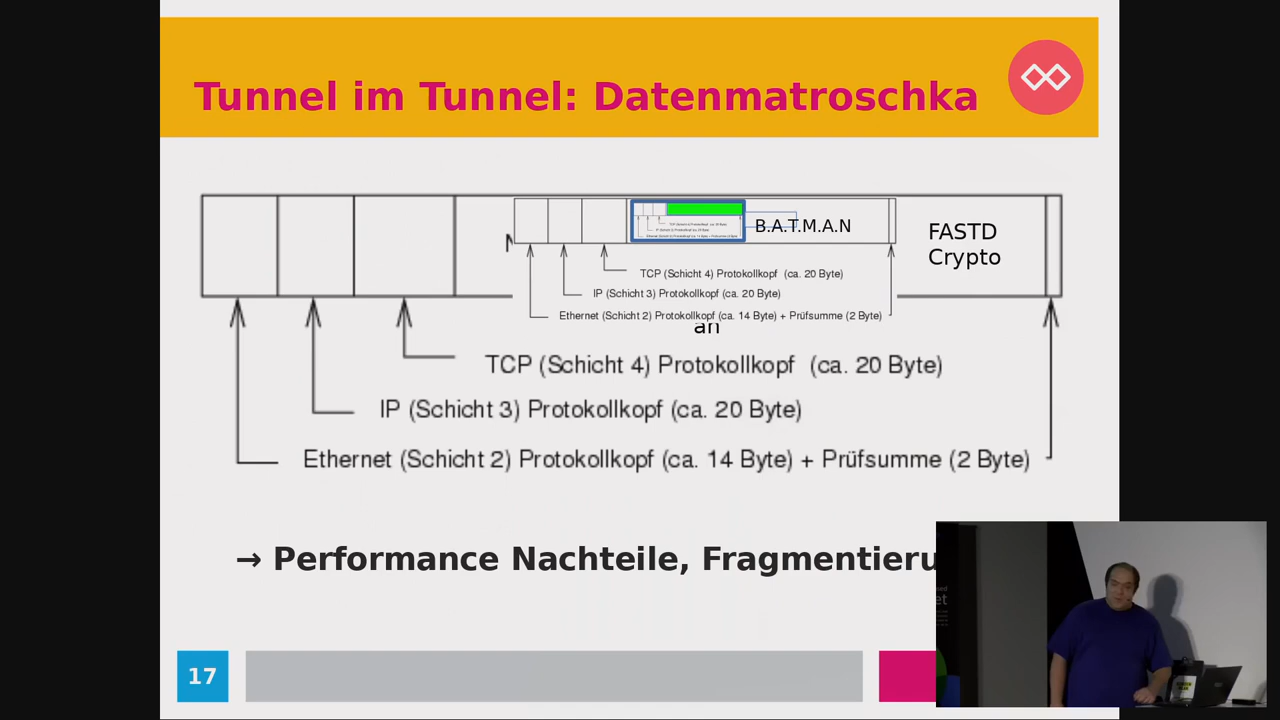 Tunnel im Tunnel: Datenmatroschka
B.A.T.M.A.N
FASTD
Crypto
TCP (Schicht 4) Protokollkopf (ca. 20 Byte)
IP (Schicht 3) Protokollkopf (ca. 20 Byte)
Ethernet (Schicht 2) Protokollkopf (ca. 14 Byte) + Prüfsumme (2 Byte)
an
TCP (Schicht 4) Protokollkopf (ca. 20 Byte)
IP (Schicht 3) Protokollkopf (ca. 20 Byte)
Ethernet (Schicht 2) Protokollkopf (ca. 14 Byte) + Prüfsumme (2 Byte)
→ Performance Nachteile, Fragmentieru
17